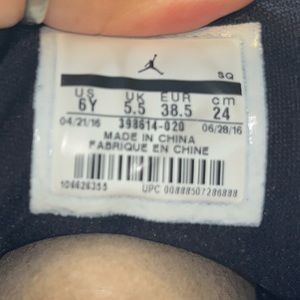 SQ
US UK EUR cm
6Y 5.5 38.5 24
04/21/16 398614-020 06/28/16
MADE IN CHINA
FABRIQUE EN CHINE
106626355 UPC 00888507286888